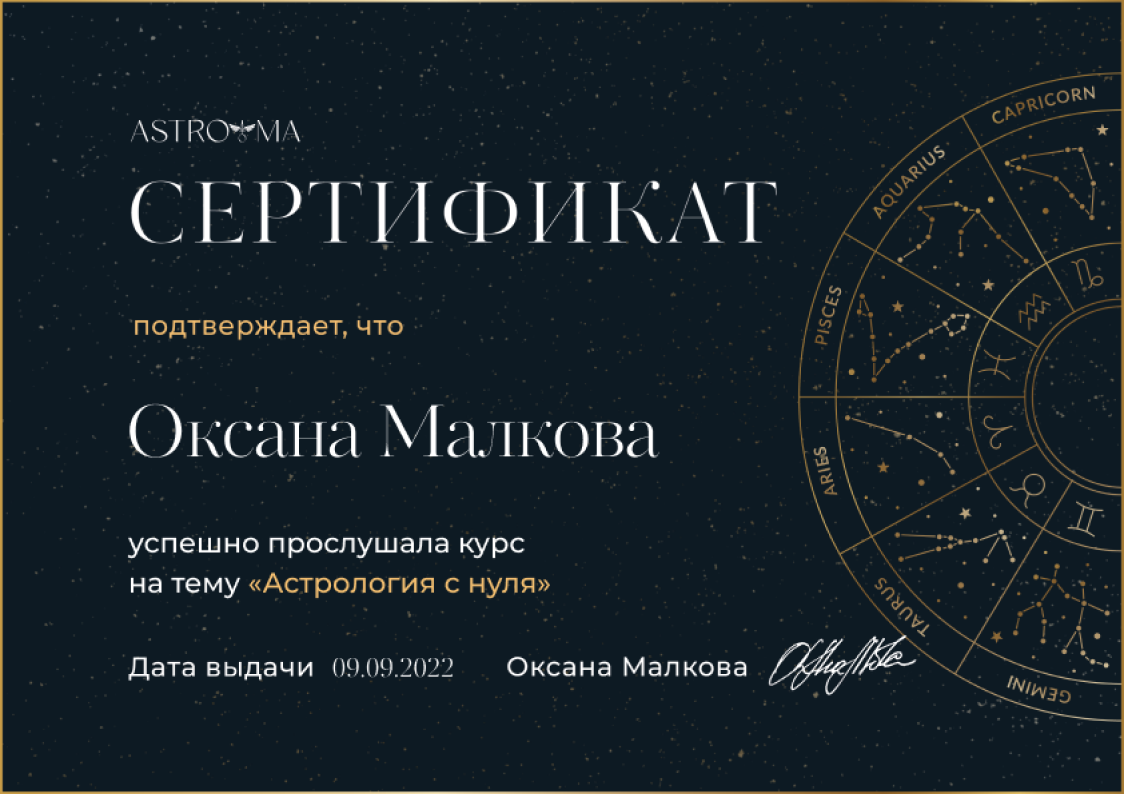 ASTROMA
СЕРТИФИКАТ
подтверждает, что
Оксана Малкова
успешно прослушала курс
на тему «Астрология с нуля»
Дата выдачи 09.09.2022 Оксана Малкова
CAPRICORN
AQUARIUS
PISCES
ARIES
TAURUS
GEMINI